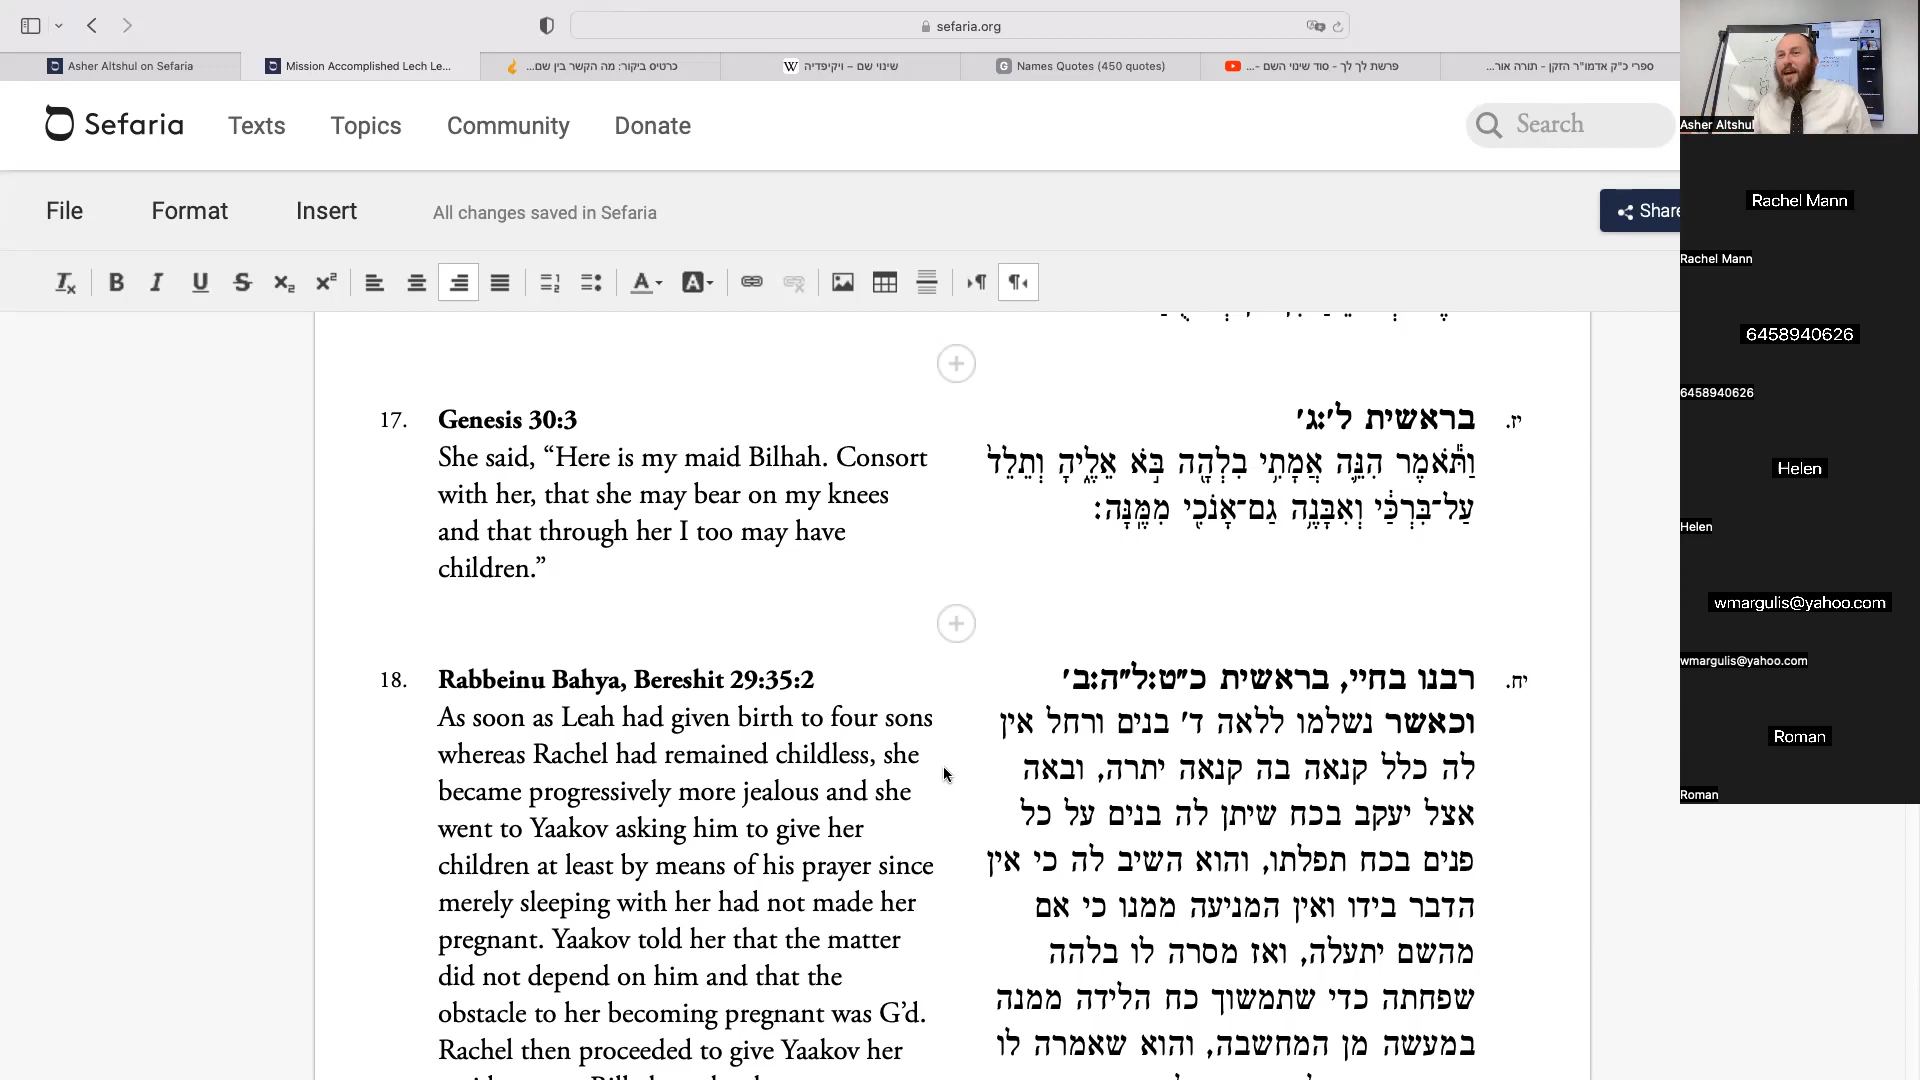 sefaria.org
Asher Altshul on Sefaria
Mission Accomplished Lech Le...
כרטיס ביקור: מה הקשר בין שם...
שינוי שם – ויקיפדיה
Names Quotes (450 quotes)
פרשת לך לך - סוד שינוי השם -...
ספרי כ"ק אדמו"ר הזקן - תורה אור...
Sefaria
Texts
Topics
Community
Donate
Search
File
Format
Insert
All changes saved in Sefaria
Share
17.
Genesis 30:3
She said, “Here is my maid Bilhah. Consort
with her, that she may bear on my knees
and that through her I too may have
children.”
יז.
בראשית ל׳:ג׳
וַתֹּ֕אמֶר הִנֵּ֛ה אֲמָתִ֥י בִלְהָ֖ה בֹּ֣א אֵלֶ֑יהָ וְתֵלֵד֙
עַל־בִּרְכַּ֔י וְאִבָּנֶ֥ה גַם־אָנֹכִ֖י מִמֶּֽנָּה׃
18.
Rabbeinu Bahya, Bereshit 29:35:2
As soon as Leah had given birth to four sons
whereas Rachel had remained childless, she
became progressively more jealous and she
went to Yaakov asking him to give her
children at least by means of his prayer since
merely sleeping with her had not made her
pregnant. Yaakov told her that the matter
did not depend on him and that the
obstacle to her becoming pregnant was G’d.
Rachel then proceeded to give Yaakov her
יח.
רבנו בחיי, בראשית כ״ט:ל״ה:ב׳
וכאשר נשלמו ללאה ד' בנים ורחל אין
לה כלל קנאה בה קנאה יתרה, ובאה
אצל יעקב בכח שיתן לה בנים על כל
פנים בכח תפלתו, והוא השיב לה כי אין
הדבר בידו ואין המניעה ממנו כי אם
מהשם יתעלה, ואז מסרה לו בלהה
שפחתה כדי שתמשוך כח הלידה ממנה
במעשה מן המחשבה, והוא שאמרה לו
Asher Altshul
Rachel Mann
Rachel Mann
6458940626
6458940626
Helen
Helen
wmargulis@yahoo.com
wmargulis@yahoo.com
Roman
Roman